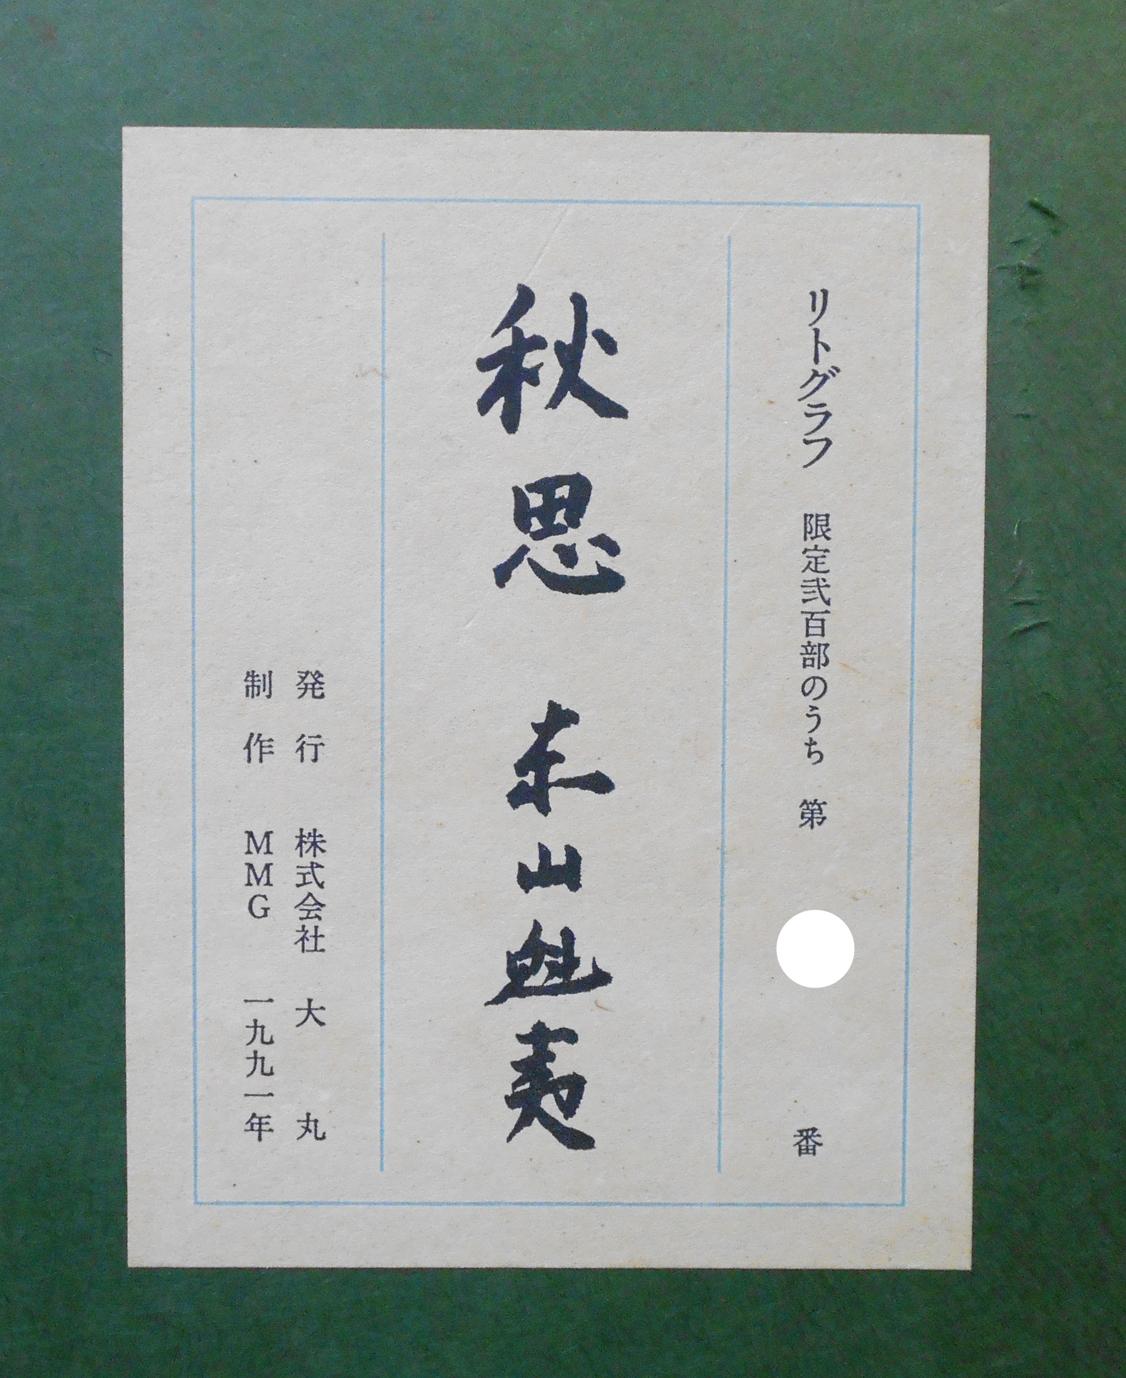 リトグラフ 限定弐百部のうち 第 番
秋思 東山魁夷
発行 株式会社 大丸
制作 MMG 一九九一年